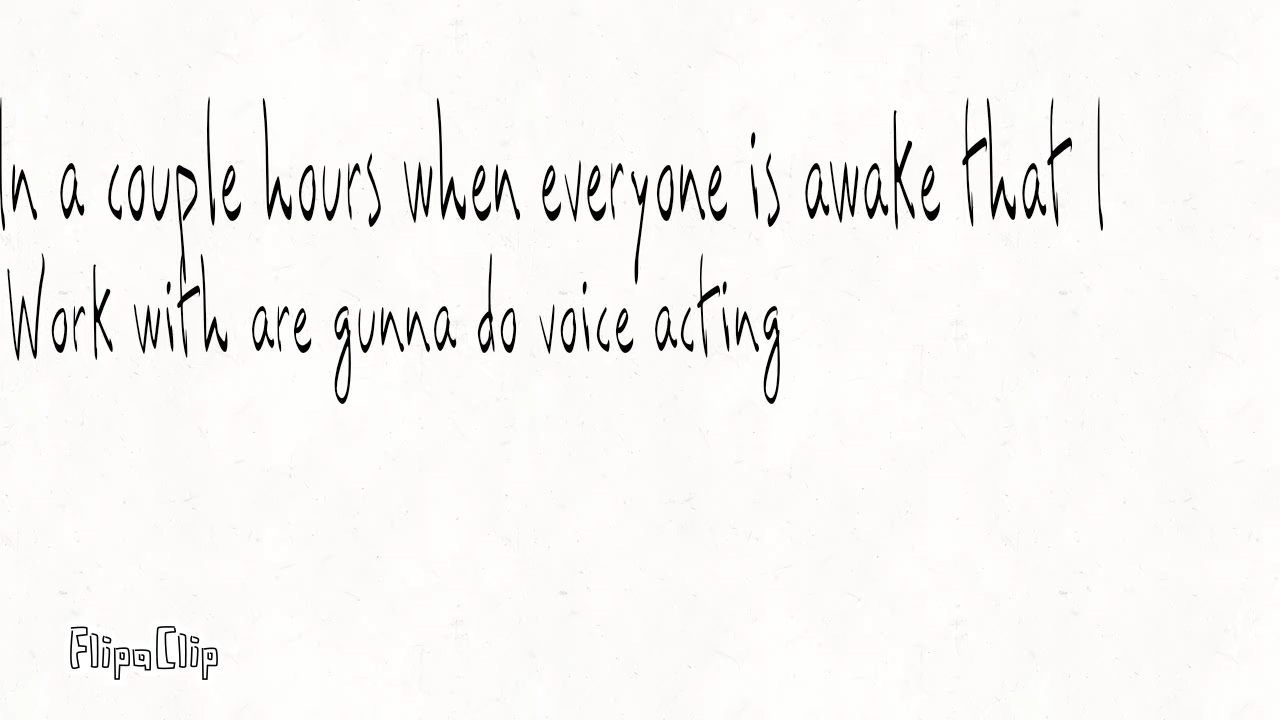 In a couple hours when everyone is awake that I
Work with are gunna do voice acting
FlipaClip